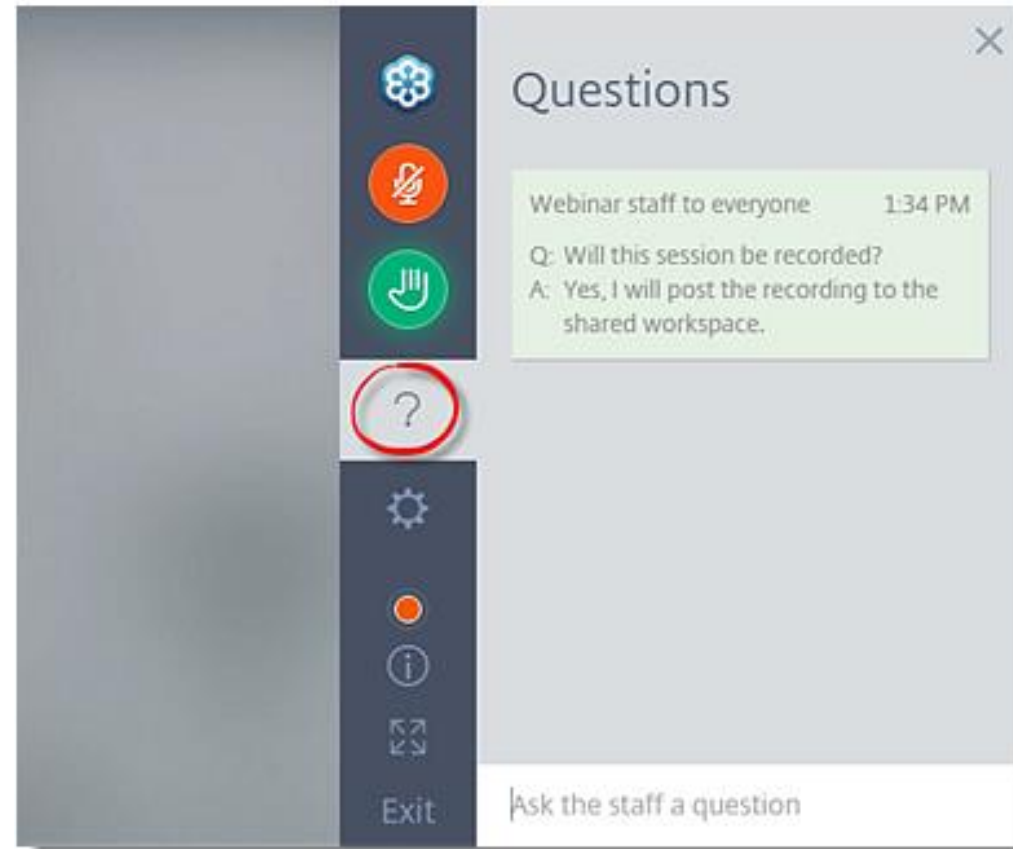 Questions
Webinar staff to everyone 1:34 PM
Q: Will this session be recorded?
A: Yes, I will post the recording to the
shared workspace.
?
Exit
Ask the staff a question